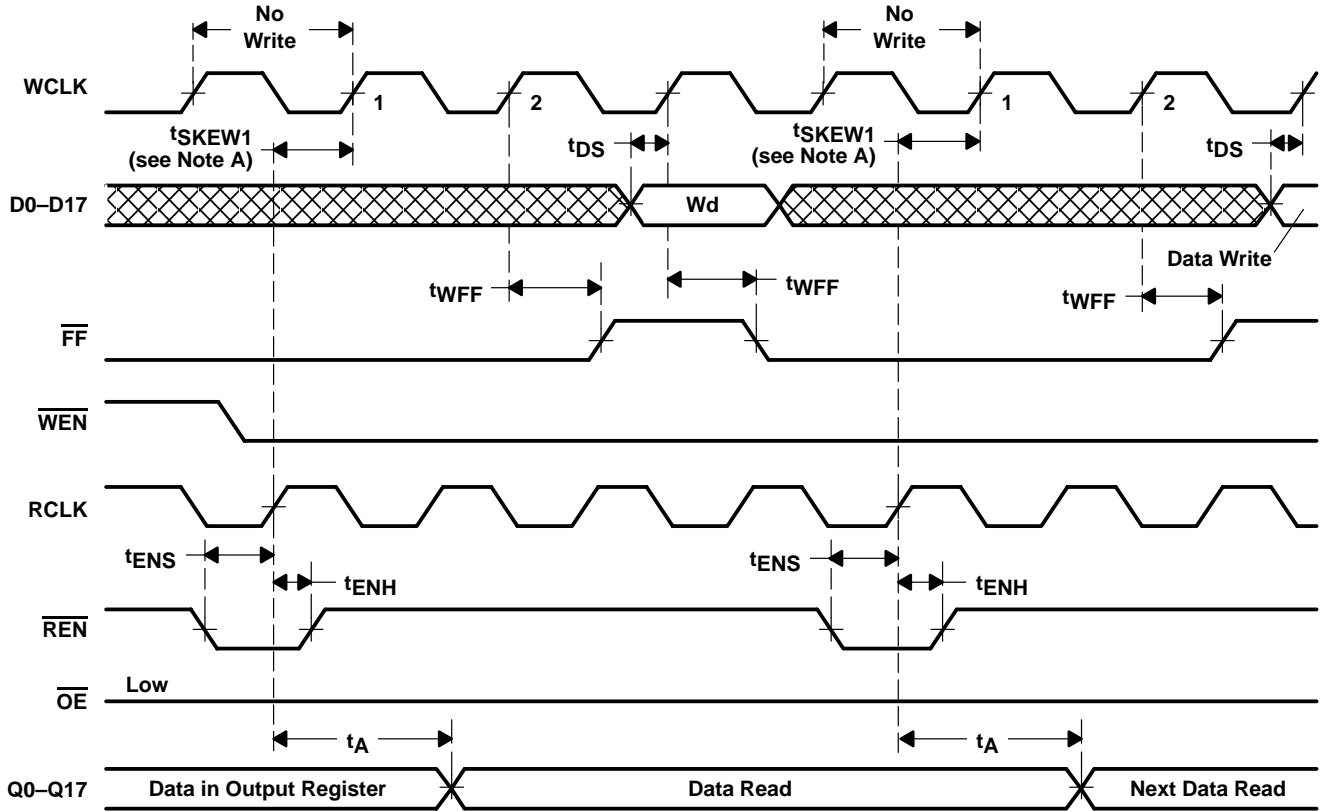 No
Write
No
Write
WCLK
1
2
1
2
tSKEW1
(see Note A)
tDS
tSKEW1
(see Note A)
tDS
D0–D17
Wd
Data Write
tWFF
tWFF
tWFF
FF
WEN
RCLK
tENS
tENH
tENS
tENH
REN
OE
Low
tA
tA
Q0–Q17
Data in Output Register
Data Read
Next Data Read